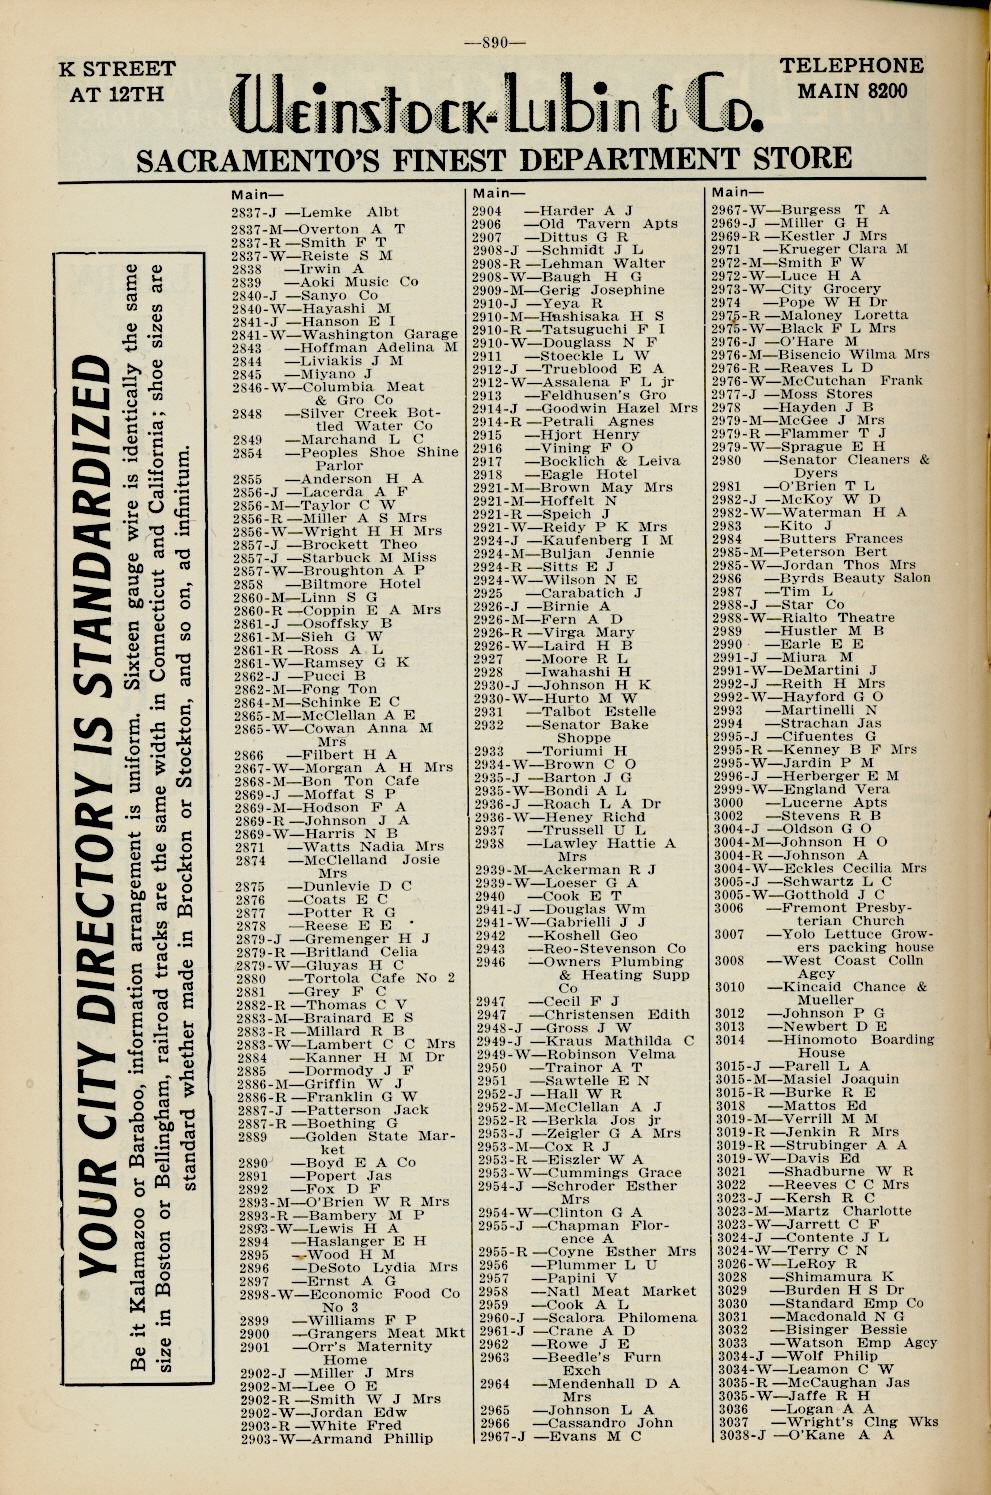 —890—
K STREET
AT 12TH
Weinstock-Lubin & Co.
TELEPHONE
MAIN 8200
SACRAMENTO'S FINEST DEPARTMENT STORE
YOUR CITY DIRECTORY IS STANDARDIZED
Be it Kalamazoo or Baraboo, information arrangement is uniform. Sixteen gauge wire is identically the same
size in Boston or Bellingham, railroad tracks are the same width in Connecticut and California; shoe sizes are
standard whether made in Brockton or Stockton, and so on, ad infinitum.
Main—
2837-J —Lemke Albt
2837-M—Overton A T
2837-R —Smith F T
2837-W—Reiste S M
2838 —Irwin A
2839 —Aoki Music Co
2840-J —Sanyo Co
2840-W—Hayashi M
2841-J —Hanson E I
2841-W—Washington Garage
2843 —Hoffman Adelina M
2844 —Liviakis J M
2845 —Miyano J
2846-W—Columbia Meat
& Gro Co
2848 —Silver Creek Bot-
tled Water Co
2849 —Marchand L C
2854 —Peoples Shoe Shine
Parlor
2855 —Anderson H A
2856-J —Lacerda A F
2856-M—Taylor C W
2856-R —Miller A S Mrs
2856-W—Wright H H Mrs
2857-J —Brockett Theo
2857-J —Starbuck M Miss
2857-W—Broughton A P
2858 —Biltmore Hotel
2860-M—Linn S G
2860-R —Coppin E A Mrs
2861-J —Osoffsky B
2861-M—Sieh G W
2861-R —Ross A L
2861-W—Ramsey G K
2862-J —Pucci B
2862-M—Fong Ton
2864-M—Schinke E C
2865-M—McClellan A E
2865-W—Cowan Anna M
Mrs
2866 —Filbert H A
2867-W—Morgan A H Mrs
2868-M—Bon Ton Cafe
2869-J —Moffat S P
2869-M—Hodson F A
2869-R —Johnson J A
2869-W—Harris N B
2871 —Watts Nadia Mrs
2874 —McClelland Josie
Mrs
2875 —Dunlevie D C
2876 —Coats E C
2877 —Potter R G
2878 —Reese E E
2879-J —Gremenger H J
2879-R —Britland Celia
2879-W—Gluyas H C
2880 —Tortola Cafe No 2
2881 —Grey F C
2882-R —Thomas C V
2883-M—Brainard E S
2883-R —Millard R B
2883-W—Lambert C C Mrs
2884 —Kanner H M Dr
2885 —Dormody J F
2886-M—Griffin W J
2886-R —Franklin G W
2887-J —Patterson Jack
2887-R —Boething G
2889 —Golden State Mar-
ket
2890 —Boyd E A Co
2891 —Popert Jas
2892 —Fox D F
2893-M—O'Brien W R Mrs
2893-R —Bambery M P
2893-W—Lewis H A
2894 —Haslanger E H
2895 —Wood H M
2896 —DeSoto Lydia Mrs
2897 —Ernst A G
2898-W—Economic Food Co
No 3
2899 —Williams F P
2900 —Grangers Meat Mkt
2901 —Orr's Maternity
Home
2902-J —Miller J Mrs
2902-M—Lee O E
2902-R —Smith W J Mrs
2902-W—Jordan Edw
2903-R —White Fred
2903-W—Armand Phillip
Main—
2904 —Harder A J
2906 —Old Tavern Apts
2907 —Dittus G R
2908-J —Schmidt J L
2908-R —Lehman Walter
2908-W—Baugh H G
2909-M—Gerig Josephine
2910-J —Yeya R
2910-M—Hashisaka H S
2910-R —Tatsuguchi F I
2910-W—Douglass N F
2911 —Stoeckle L W
2912-J —Trueblood E A
2912-W—Assalena F L jr
2913 —Feldhusen's Gro
2914-J —Goodwin Hazel Mrs
2914-R —Petrali Agnes
2915 —Hjort Henry
2916 —Vining F O
2917 —Bocklich & Leiva
2918 —Eagle Hotel
2921-M—Brown May Mrs
2921-M—Hoffelt N
2921-R —Speich J
2921-W—Reidy P K Mrs
2924-J —Kaufenberg I M
2924-M—Buljan Jennie
2924-R —Sitts E J
2924-W—Wilson N E
2925 —Carabatich J
2926-J —Birnie A
2926-M—Fern A D
2926-R —Virga Mary
2926-W—Laird H B
2927 —Moore R L
2928 —Iwahashi H
2930-J —Johnson H K
2930-W—Hurto M W
2931 —Talbot Estelle
2932 —Senator Bake
Shoppe
2933 —Toriumi H
2934-W—Brown C O
2935-J —Barton J G
2935-W—Bondi A L
2936-J —Roach L A Dr
2936-W—Heney Richd
2937 —Trussell U L
2938 —Lawley Hattie A
Mrs
2939-M—Ackerman R J
2939-W—Loeser G A
2940 —Cook E T
2941-J —Douglas Wm
2941-W—Gabrielli J J
2942 —Koshell Geo
2943 —Reo-Stevenson Co
2946 —Owners Plumbing
& Heating Supp
Co
2947 —Cecil F J
2947 —Christensen Edith
2948-J —Gross J W
2949-J —Kraus Mathilda C
2949-W—Robinson Velma
2950 —Trainor A T
2951 —Sawtelle E N
2952-J —Hall W R
2952-M—McClellan A J
2952-R —Berkla Jos jr
2953-J —Zeigler G A Mrs
2953-M—Cox R J
2953-R —Eiszler W A
2953-W—Cummings Grace
2954-J —Schroder Esther
Mrs
2954-W—Clinton G A
2955-J —Chapman Flor-
ence A
2955-R —Coyne Esther Mrs
2956 —Plummer L U
2957 —Papini V
2958 —Natl Meat Market
2959 —Cook A L
2960-J —Scalora Philomena
2961-J —Crane A D
2962 —Rowe J E
2963 —Beedle's Furn
Exch
2964 —Mendenhall D A
Mrs
2965 —Johnson L A
2966 —Cassandro John
2967-J —Evans M C
Main—
2967-W—Burgess T A
2969-J —Miller G H
2969-R —Kestler J Mrs
2971 —Krueger Clara M
2972-M—Smith F W
2972-W—Luce H A
2973-W—City Grocery
2974 —Pope W H Dr
2975-R —Maloney Loretta
2975-W—Black F L Mrs
2976-J —O'Hare M
2976-M—Bisencio Wilma Mrs
2976-R —Reaves L D
2976-W—McCutchan Frank
2977-J —Moss Stores
2978 —Hayden J B
2979-M—McGee J Mrs
2979-R —Flammer T J
2979-W—Sprague E H
2980 —Senator Cleaners &
Dyers
2981 —O'Brien T L
2982-J —McKoy W D
2982-W—Waterman H A
2983 —Kito J
2984 —Butters Frances
2985-M—Peterson Bert
2985-W—Jordan Thos Mrs
2986 —Byrds Beauty Salon
2987 —Tim L
2988-J —Star Co
2988-W—Rialto Theatre
2989 —Hustler M B
2990 —Earle E E
2991-J —Miura M
2991-W—DeMartini J
2992-J —Reith H Mrs
2992-W—Hayford G O
2993 —Martinelli N
2994 —Strachan Jas
2995-J —Cifuentes G
2995-R —Kenney B F Mrs
2995-W—Jardin P M
2996-J —Herberger E M
2999-W—England Vera
3000 —Lucerne Apts
3002 —Stevens R B
3004-J —Oldson G O
3004-M—Johnson H O
3004-R —Johnson A
3004-W—Eckles Cecilia Mrs
3005-J —Schwartz L C
3005-W—Gotthold J C
3006 —Fremont Presby-
terian Church
3007 —Yolo Lettuce Grow-
ers packing house
3008 —West Coast Colln
Agcy
3010 —Kincaid Chance &
Mueller
3012 —Johnson P G
3013 —Newbert D E
3014 —Hinomoto Boarding
House
3015-J —Parell L A
3015-M—Masiel Joaquin
3015-R —Burke R E
3018 —Mattos Ed
3019-M—Verrill M M
3019-R —Jenkin R Mrs
3019-R —Strubinger A A
3019-W—Davis Ed
3021 —Shadburne W R
3022 —Reeves C C Mrs
3023-J —Kersh R C
3023-M—Martz Charlotte
3023-W—Jarrett C F
3024-J —Contente J L
3024-W—Terry C N
3026-W—LeRoy R
3028 —Shimamura K
3029 —Burden H S Dr
3030 —Standard Emp Co
3031 —Macdonald N G
3032 —Bisinger Bessie
3033 —Watson Emp Agcy
3034-J —Wolf Philip
3034-W—Leamon C W
3035-R —McCaughan Jas
3035-W—Jaffe R H
3036 —Logan A A
3037 —Wright's Clng Wks
3038-J —O'Kane A A